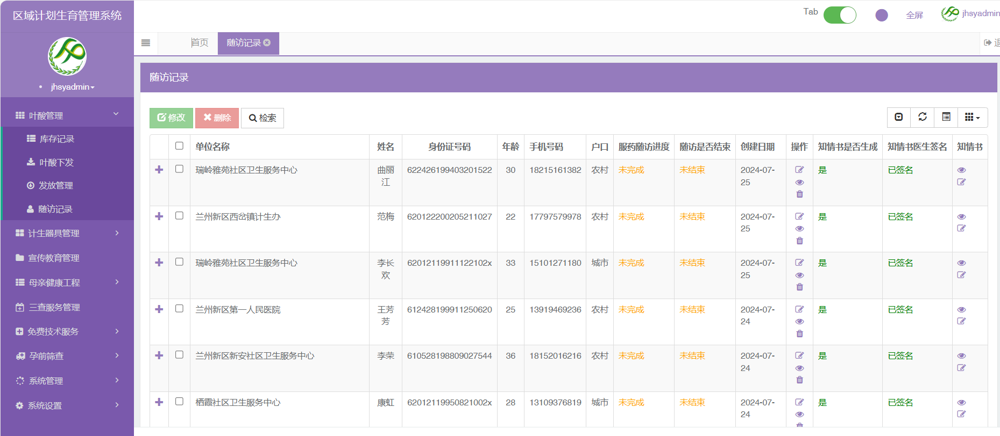 区域计划生育管理系统
Tab
全屏
jhsyadmin
首页
随访记录
退
jhsyadmin
叶酸管理
库存记录
叶酸下发
发放管理
随访记录
计生器具管理
宣传教育管理
母亲健康工程
三查服务管理
免费技术服务
孕前筛查
系统管理
系统设置
随访记录
修改 删除 检索
单位名称 姓名 身份证号码 年龄 手机号码 户口 服药随访进度 随访是否结束 创建日期 操作 知情书是否生成 知情书医生签名 知情书
瑞岭雅苑社区卫生服务中心 曲丽 622426199403201522 30 18215161382 农村 未完成 未结束 2024-07- 是 已签名
江 25
兰州新区西岔镇计生办 范梅 620122200205211027 22 17797579978 农村 未完成 未结束 2024-07- 是 已签名
25
瑞岭雅苑社区卫生服务中心 李长 62012119911122102x 33 15101271180 城市 未完成 未结束 2024-07- 是 已签名
欢 25
兰州新区第一人民医院 王芳 612428199911250620 25 13919469236 农村 未完成 未结束 2024-07- 是 已签名
芳 24
兰州新区新安社区卫生服务中心 李荣 610528198809027544 36 18152016216 农村 未完成 未结束 2024-07- 是 已签名
24
栖霞社区卫生服务中心 康虹 62012119950821002x 28 13109376819 城市 未完成 未结束 2024-07- 是 已签名
24